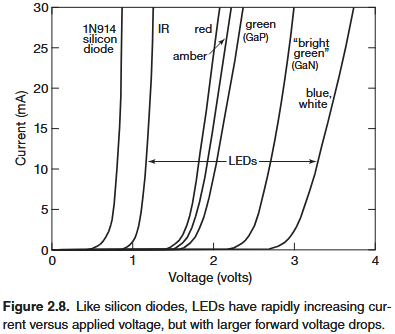 30
25
20
15
10
5
0
Current (mA)
1N914
silicon
diode
IR
red
amber
green
(GaP)
"bright
green"
(GaN)
blue,
white
LEDs
0
1
2
3
4
Voltage (volts)
Figure 2.8. Like silicon diodes, LEDs have rapidly increasing cur-
rent versus applied voltage, but with larger forward voltage drops.